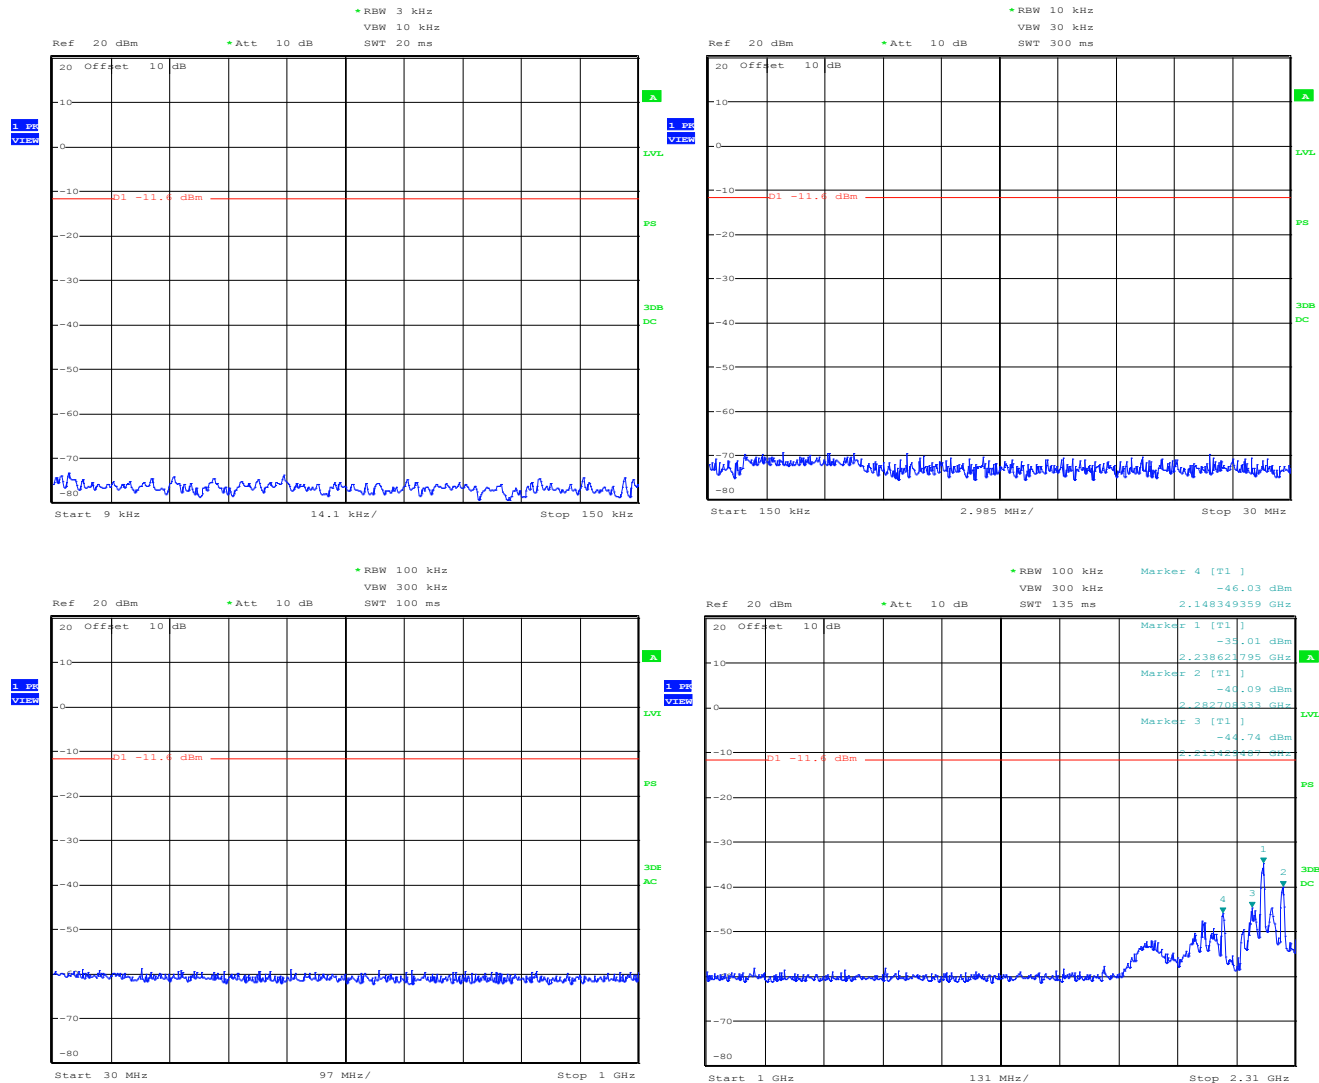 * RBW 3 kHz
VBW 10 kHz
Ref 20 dBm
* Att 10 dB
SWT 20 ms
20 Offset 10 dB
10
A
1 PK
VIEW
0
LVL
-10
D1 -11.6 dBm
PS
-20
-30
3DB
DC
-40
-50
-60
-70
-80
Start 9 kHz
14.1 kHz/
Stop 150 kHz
* RBW 10 kHz
VBW 30 kHz
Ref 20 dBm
* Att 10 dB
SWT 300 ms
20 Offset 10 dB
10
A
1 PK
VIEW
0
LVL
-10
D1 -11.6 dBm
PS
-20
-30
3DB
DC
-40
-50
-60
-70
-80
Start 150 kHz
2.985 MHz/
Stop 30 MHz
* RBW 100 kHz
VBW 300 kHz
Ref 20 dBm
* Att 10 dB
SWT 100 ms
20 Offset 10 dB
10
A
1 PK
VIEW
0
LVL
-10
D1 -11.6 dBm
PS
-20
-30
3DB
AC
-40
-50
-60
-70
-80
Start 30 MHz
97 MHz/
Stop 1 GHz
* RBW 100 kHz
Marker 4 [T1 ]
VBW 300 kHz
-46.03 dBm
Ref 20 dBm
* Att 10 dB
SWT 135 ms
2.148349359 GHz
20 Offset 10 dB
Marker 1 [T1 ]
-35.01 dBm
10
2.238621795 GHz
A
Marker 2 [T1 ]
1 PK
VIEW
-40.09 dBm
2.282708333 GHz
0
LVL
Marker 3 [T1 ]
-44.74 dBm
-10
2.213421487 GHz
D1 -11.6 dBm
PS
-20
-30
1
3DB
2
DC
-40
3
4
-50
-60
-70
-80
Start 1 GHz
131 MHz/
Stop 2.31 GHz